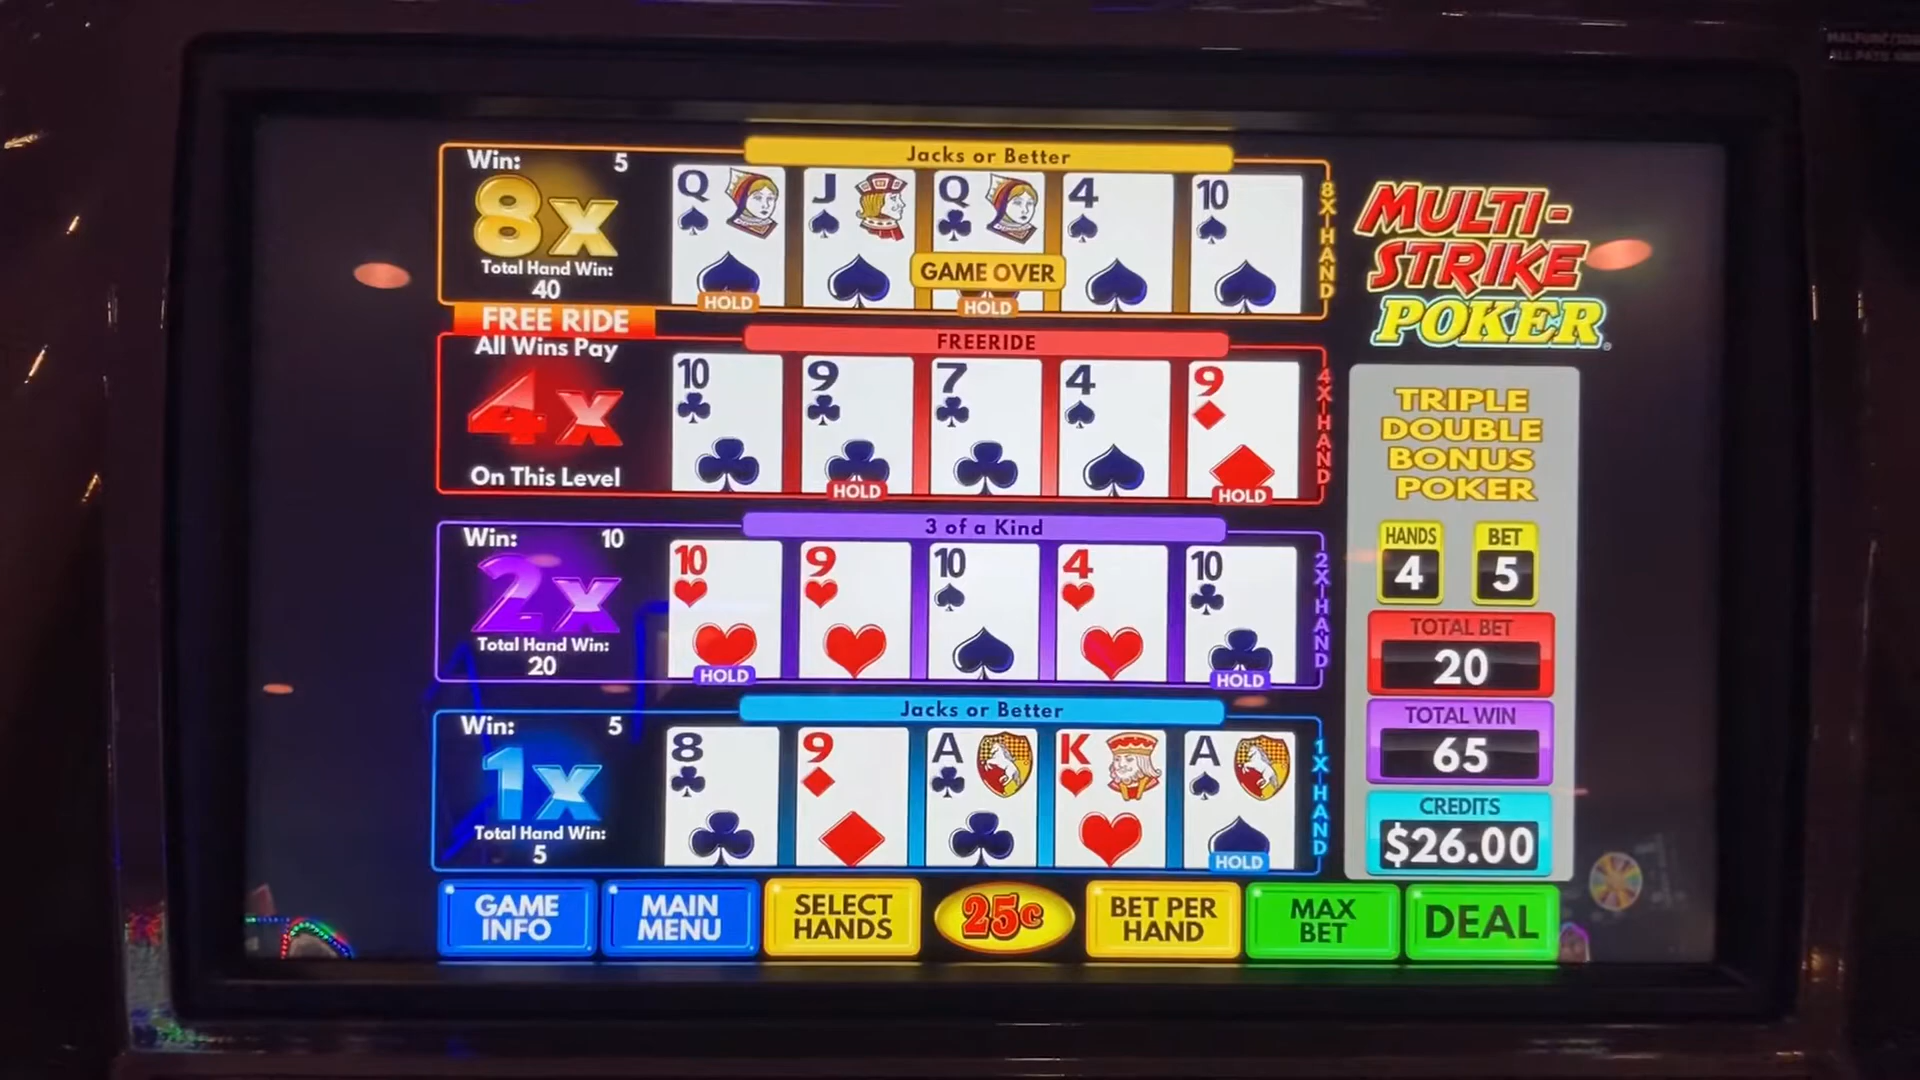 MALFUNCTION
ALL PAYS AND
Win: 5
8x
Total Hand Win:
40
Jacks or Better
Q J Q 4 10
GAME OVER
HOLD HOLD
8X-HAND
FREE RIDE
All Wins Pay
4x
On This Level
FREERIDE
10 9 7 4 9
HOLD HOLD
4X-HAND
Win: 10
2x
Total Hand Win:
20
3 of a Kind
10 9 10 4 10
HOLD HOLD
2X-HAND
Win: 5
1x
Total Hand Win:
5
Jacks or Better
8 9 A K A
HOLD
1X-HAND
MULTI-
STRIKE
POKER
TRIPLE
DOUBLE
BONUS
POKER
HANDS BET
4 5
TOTAL BET
20
TOTAL WIN
65
CREDITS
$26.00
GAME
INFO
MAIN
MENU
SELECT
HANDS
25¢
BET PER
HAND
MAX
BET
DEAL